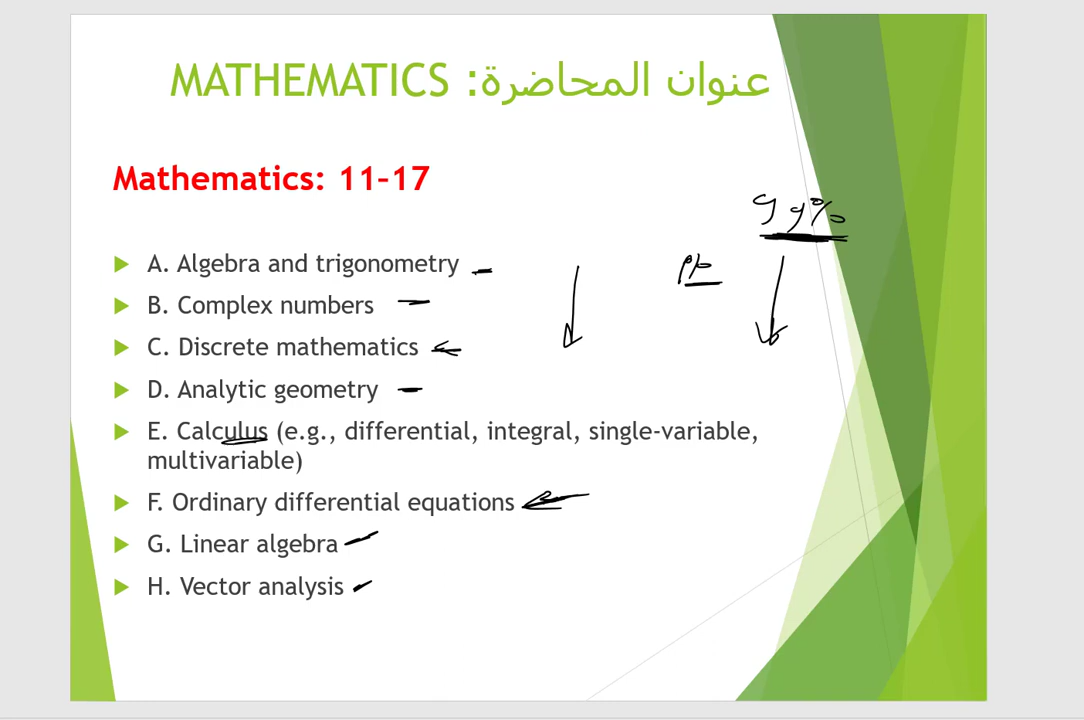 عنوان المحاضرة: MATHEMATICS
Mathematics: 11–17
A. Algebra and trigonometry
B. Complex numbers
C. Discrete mathematics
D. Analytic geometry
E. Calculus (e.g., differential, integral, single-variable,
multivariable)
F. Ordinary differential equations
G. Linear algebra
H. Vector analysis